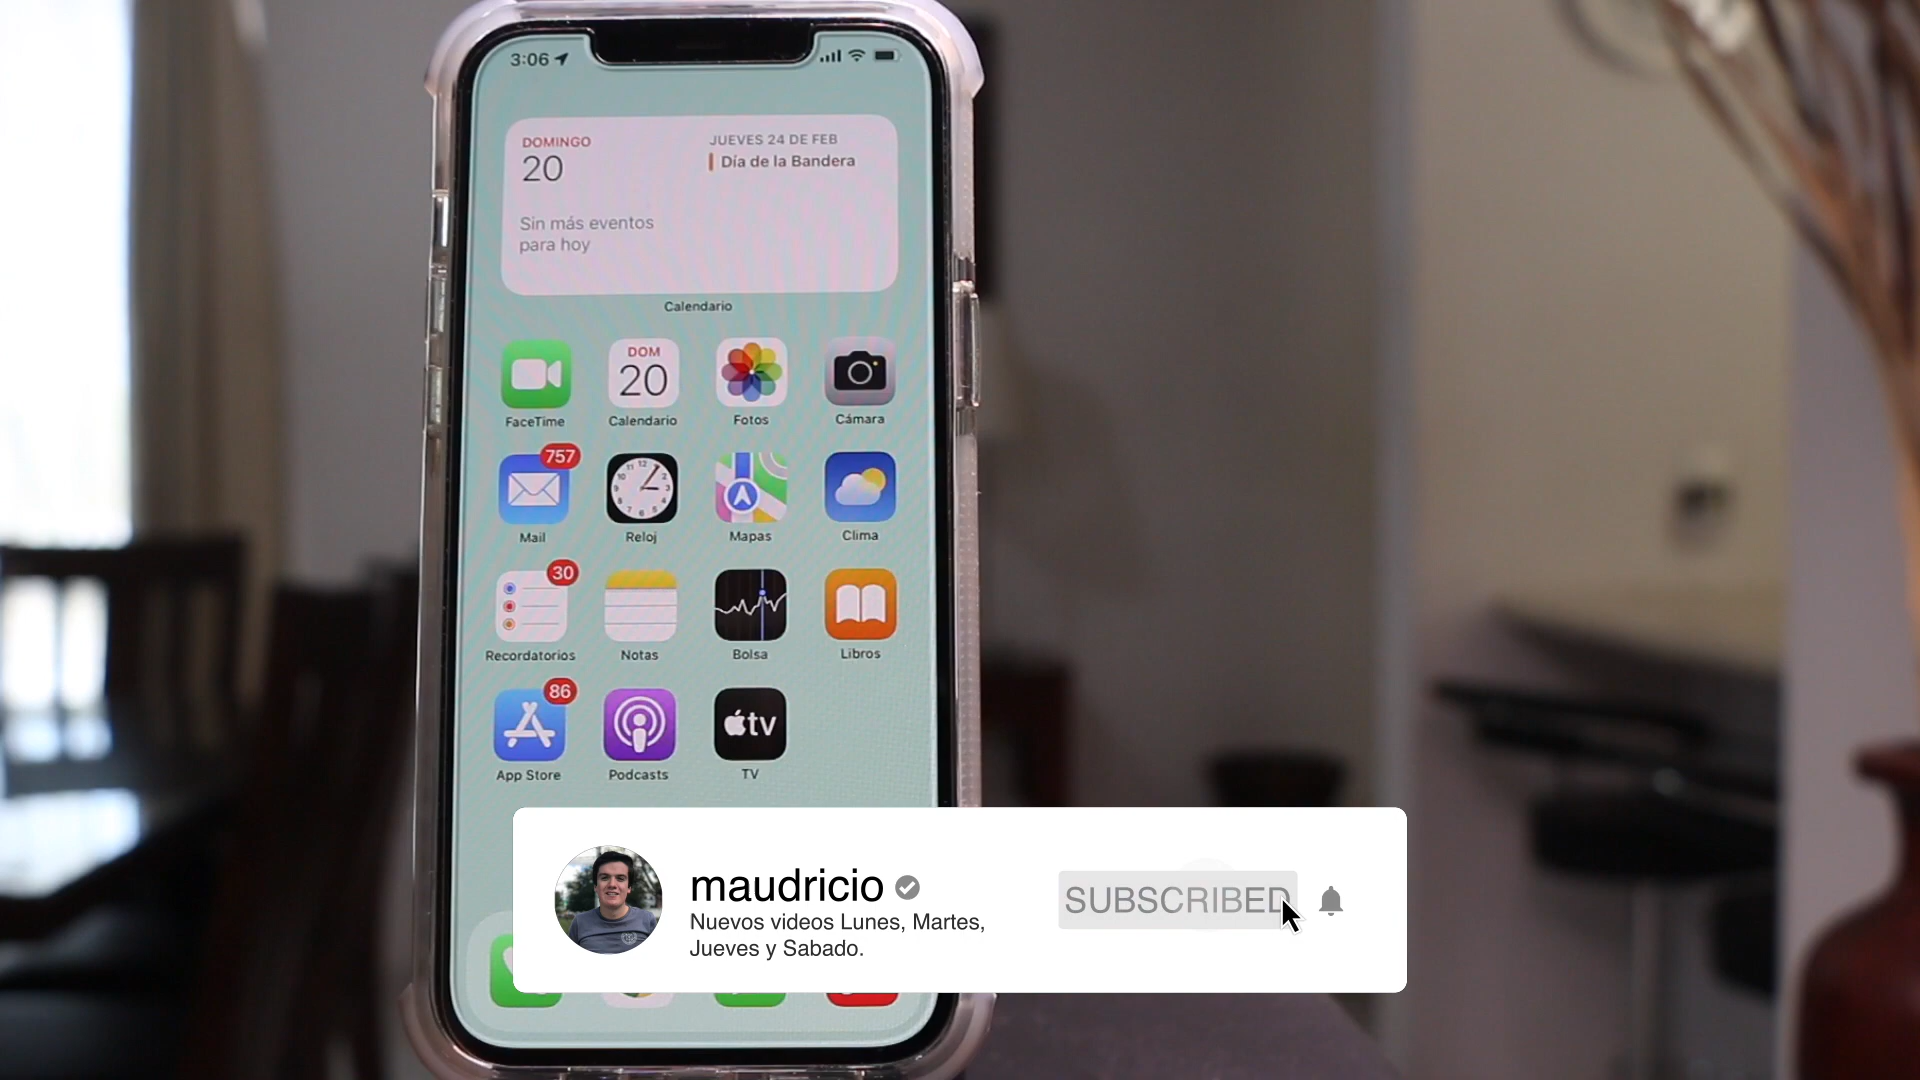 3:06
DOMINGO
20
JUEVES 24 DE FEB
Día de la Bandera
Sin más eventos
para hoy
Calendario
DOM
20
FaceTime
Calendario
Fotos
Cámara
757
Mail
Reloj
Mapas
Clima
30
Recordatorios
Notas
Bolsa
Libros
86
tv
App Store
Podcasts
TV
maudricio
Nuevos videos Lunes, Martes,
Jueves y Sabado.
SUBSCRIBED